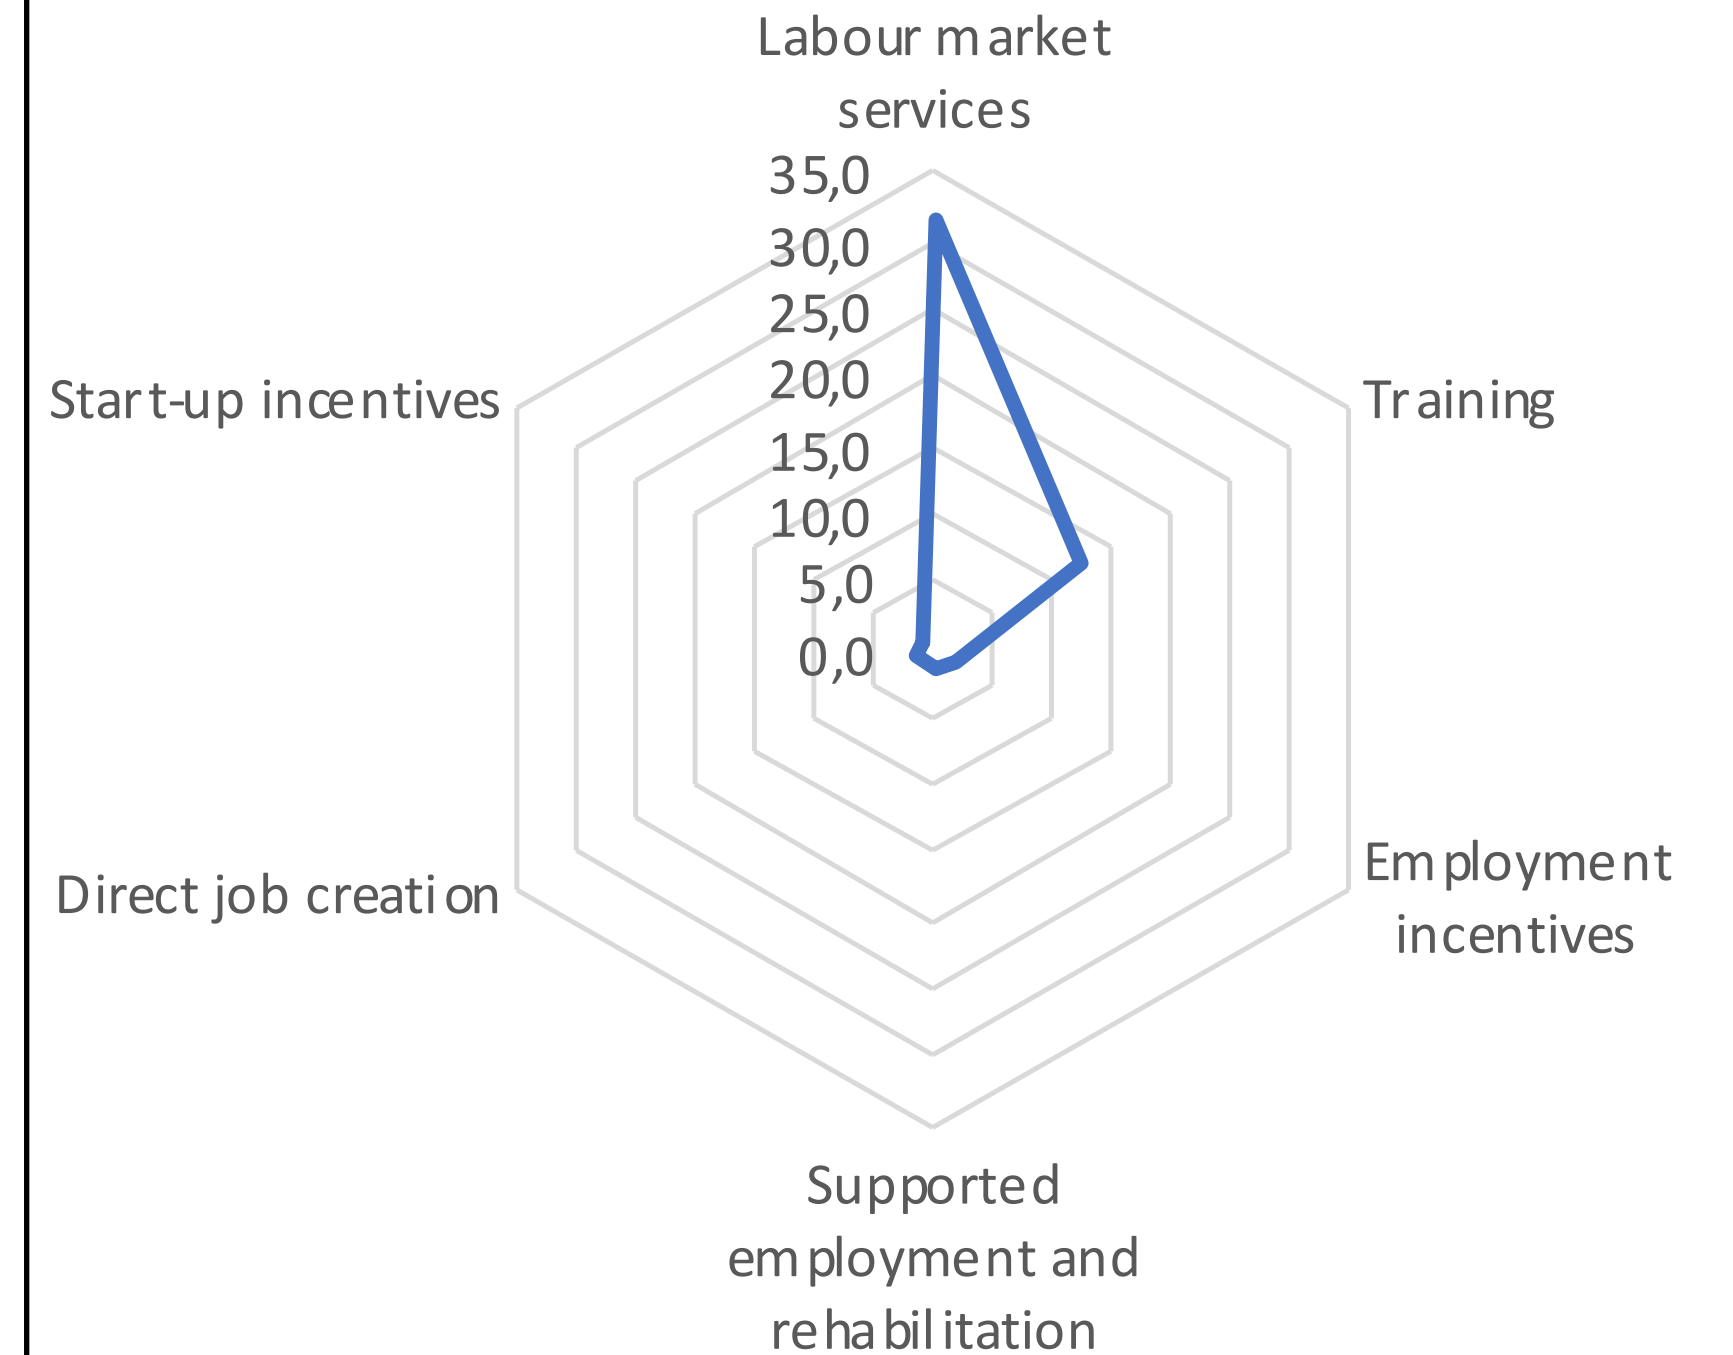 Labour market
services
35,0
30,0
25,0
20,0
15,0
10,0
5,0
0,0
Start-up incentives
Training
Direct job creation
Employment
incentives
Supported
employment and
rehabilitation